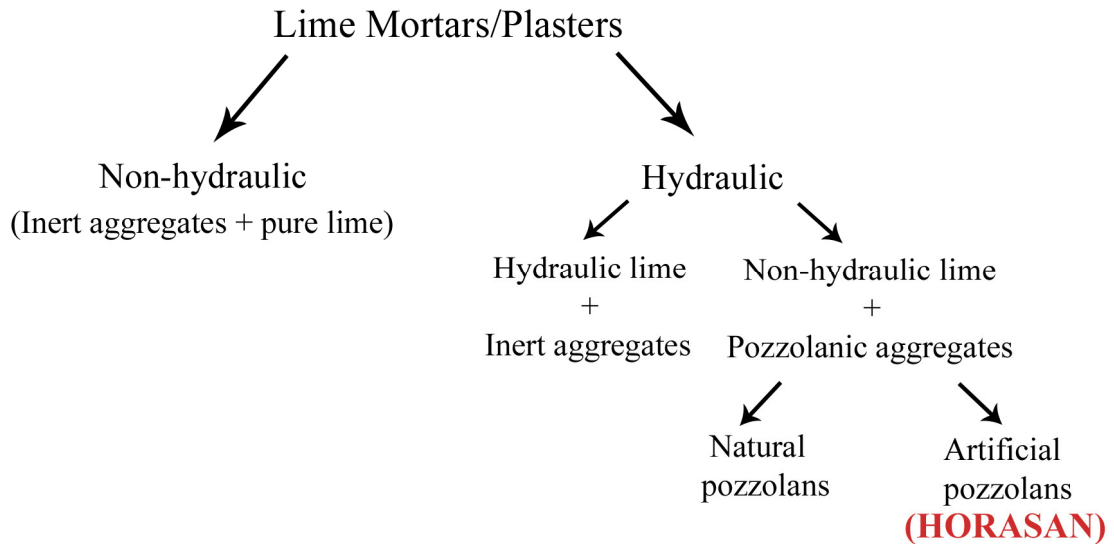 Lime Mortars/Plasters
Non-hydraulic
(Inert aggregates + pure lime)
Hydraulic
Hydraulic lime
+
Inert aggregates
Non-hydraulic lime
+
Pozzolanic aggregates
Natural
pozzolans
Artificial
pozzolans
(HORASAN)